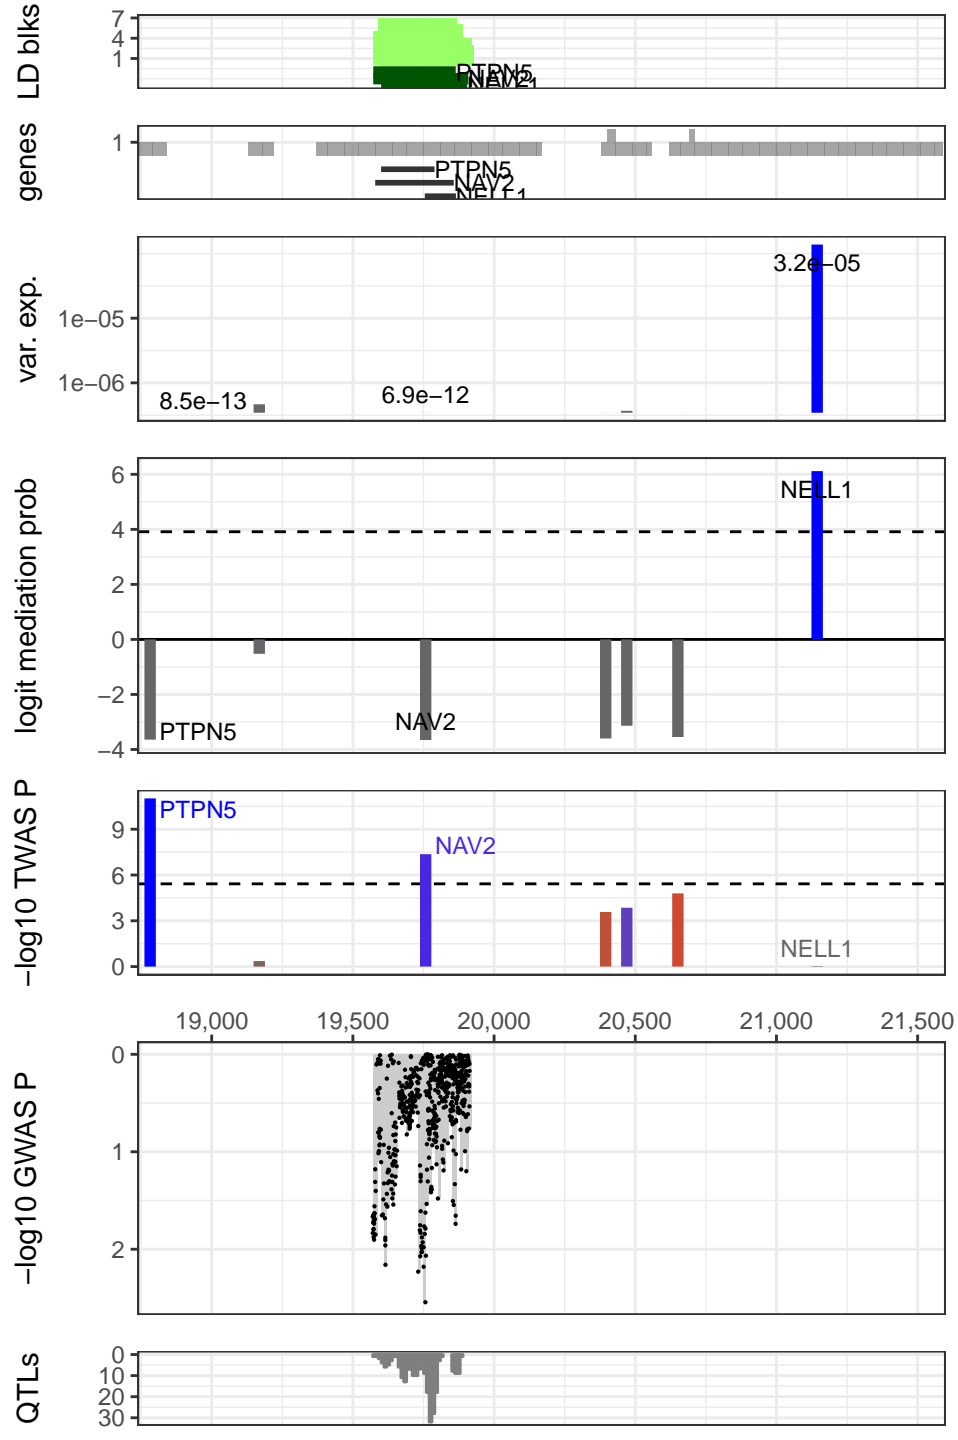 LD blks
7
4
1
PTPN5
NAV2
genes
1
PTPN5
NAV2
NELL1
var. exp.
1e−05
1e−06
8.5e−13
6.9e−12
3.2e−05
logit mediation prob
6
4
2
0
−2
−4
NELL1
PTPN5
NAV2
−log10 TWAS P
9
6
3
0
PTPN5
NAV2
NELL1
19,000 19,500 20,000 20,500 21,000 21,500
−log10 GWAS P
0
1
2
QTLs
0
10
20
30